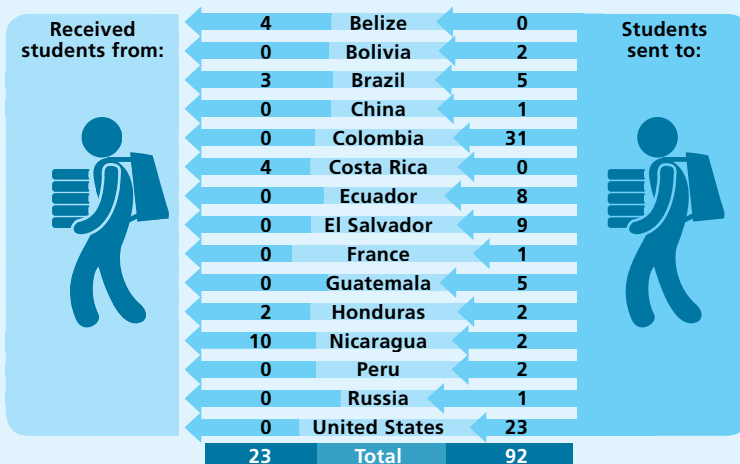 Received
students from:
Students
sent to:
4 Belize 0
0 Bolivia 2
3 Brazil 5
0 China 1
0 Colombia 31
4 Costa Rica 0
0 Ecuador 8
0 El Salvador 9
0 France 1
0 Guatemala 5
2 Honduras 2
10 Nicaragua 2
0 Peru 2
0 Russia 1
0 United States 23
23 Total 92